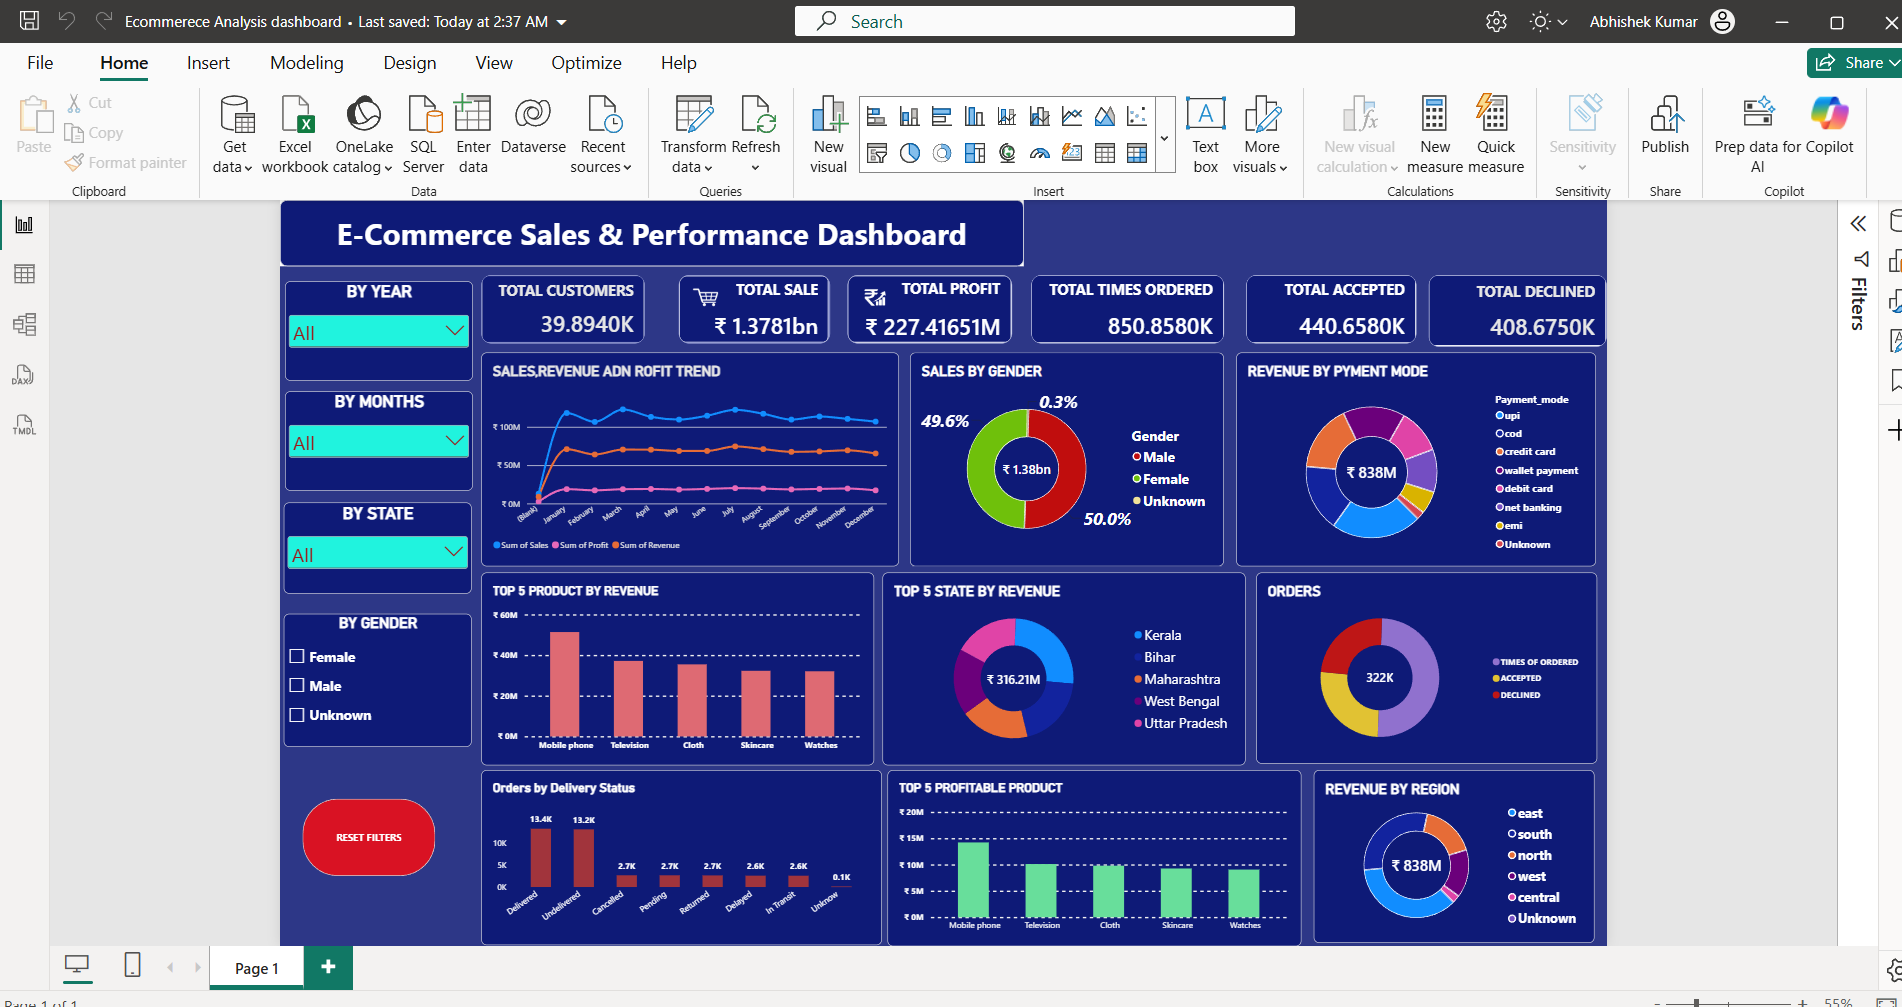 Ecommerece Analysis dashboard • Last saved: Today at 2:37 AM
Search
Abhishek Kumar
File Home Insert Modeling Design View Optimize Help
Share
Paste
Cut
Copy
Format painter
Clipboard
Get data
Excel workbook
OneLake catalog
SQL Server
Enter data
Dataverse
Recent sources
Data
Transform data
Refresh
Queries
New visual
Text box
More visuals
Insert
New visual calculation
New measure
Quick measure
Calculations
Sensitivity
Sensitivity
Publish
Share
Prep data for AI
Copilot
Copilot
DAX
TMDL
Filters
E-Commerce Sales & Performance Dashboard
BY YEAR
All
BY MONTHS
All
BY STATE
All
BY GENDER
Female
Male
Unknown
RESET FILTERS
TOTAL CUSTOMERS
39.8940K
TOTAL SALE
₹ 1.3781bn
TOTAL PROFIT
₹ 227.41651M
TOTAL TIMES ORDERED
850.8580K
TOTAL ACCEPTED
440.6580K
TOTAL DECLINED
408.6750K
SALES,REVENUE ADN ROFIT TREND
₹ 100M
₹ 50M
₹ 0M
(Blank) January February March April May June July August September October November December
Sum of Sales Sum of Profit Sum of Revenue
SALES BY GENDER
0.3%
49.6%
₹ 1.38bn
50.0%
Gender
Male
Female
Unknown
REVENUE BY PYMENT MODE
₹ 838M
Payment_mode
upi
cod
credit card
wallet payment
debit card
net banking
emi
Unknown
TOP 5 PRODUCT BY REVENUE
₹ 60M
₹ 40M
₹ 20M
₹ 0M
Mobile phone Television Cloth Skincare Watches
TOP 5 STATE BY REVENUE
₹ 316.21M
Kerala
Bihar
Maharashtra
West Bengal
Uttar Pradesh
ORDERS
322K
TIMES OF ORDERED
ACCEPTED
DECLINED
Orders by Delivery Status
10K
5K
0K
13.4K 13.2K 2.7K 2.7K 2.7K 2.6K 2.6K 0.1K
Delivered Undelivered Cancelled Pending Returned Delayed In Transit Unknow
TOP 5 PROFITABLE PRODUCT
₹ 20M
₹ 15M
₹ 10M
₹ 5M
₹ 0M
Mobile phone Television Cloth Skincare Watches
REVENUE BY REGION
₹ 838M
east
south
north
west
central
Unknown
Page 1
Page 1 of 1
55%